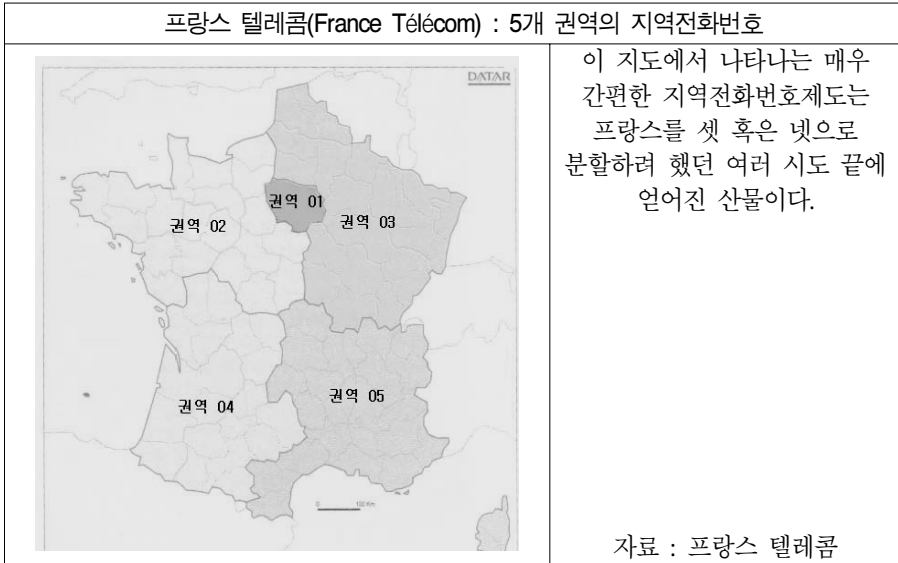 프랑스 텔레콤(France Télécom) : 5개 권역의 지역전화번호
DATAR
권역 01
권역 02
권역 03
권역 04
권역 05
0 100 Km
이 지도에서 나타나는 매우
간편한 지역전화번호제도는
프랑스를 셋 혹은 넷으로
분할하려 했던 여러 시도 끝에
얻어진 산물이다.
자료 : 프랑스 텔레콤